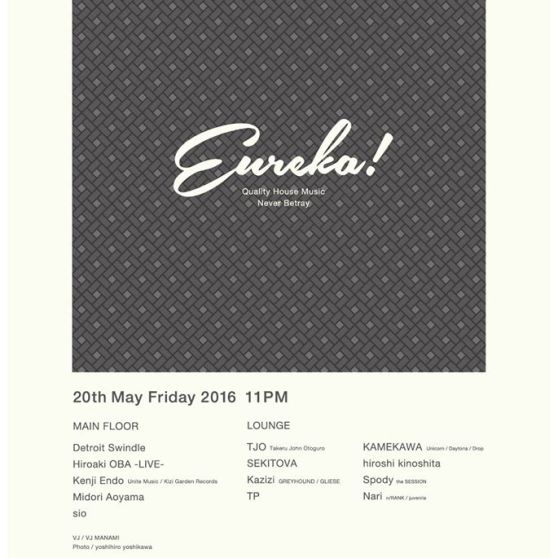 Eureka!
Quality House Music
Never Betray
20th May Friday 2016 11PM
MAIN FLOOR
Detroit Swindle
Hiroaki OBA -LIVE-
Kenji Endo Unite Music / Kizi Garden Records
Midori Aoyama
sio
LOUNGE
TJO Takeru John Otoguro
SEKITOVA
Kazizi GREYHOUND / GLIESE
TP
KAMEKAWA Unicorn / Daytona / Drop
hiroshi kinoshita
Spody the SESSION
Nari n/RANK / juvenile
VJ / VJ MANAMI
Photo / yoshihiro yoshikawa